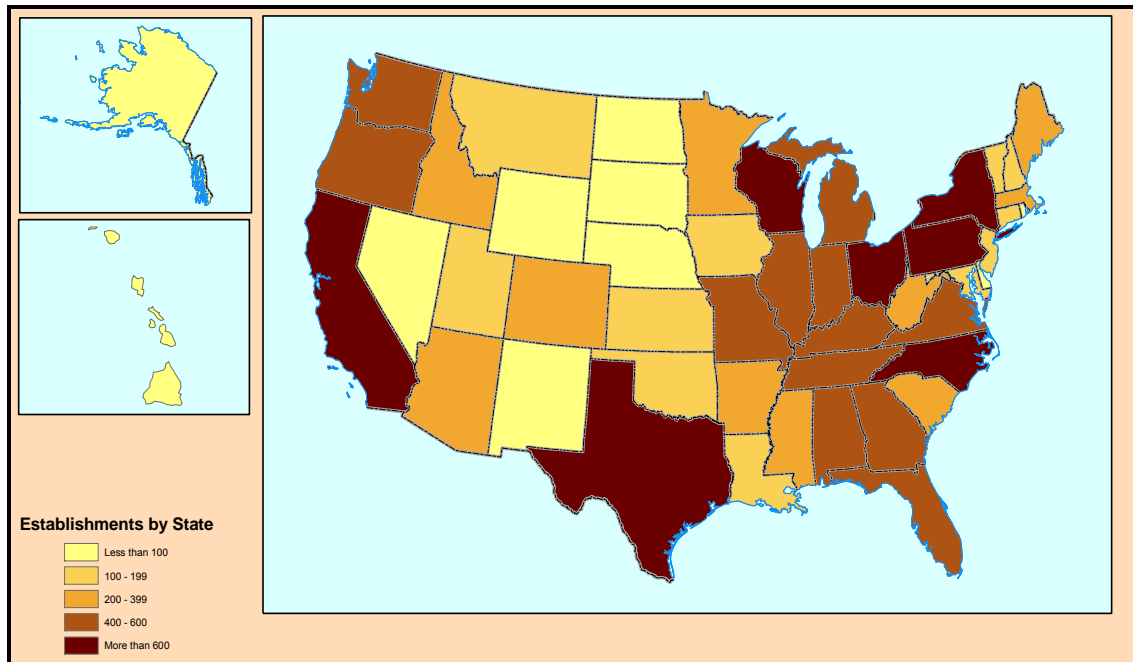 Establishments by State
Less than 100
100 - 199
200 - 399
400 - 600
More than 600